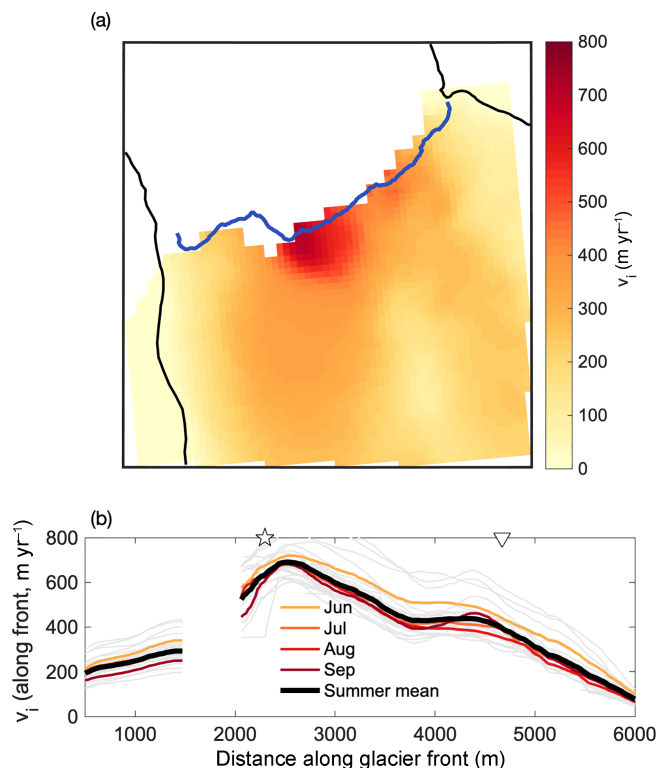 (a)
800
700
600
500
400
300
200
100
0
v_i (m yr⁻¹)
(b)
800
600
400
200
0
v_i (along front, m yr⁻¹)
Jun
Jul
Aug
Sep
Summer mean
1000 2000 3000 4000 5000 6000
Distance along glacier front (m)